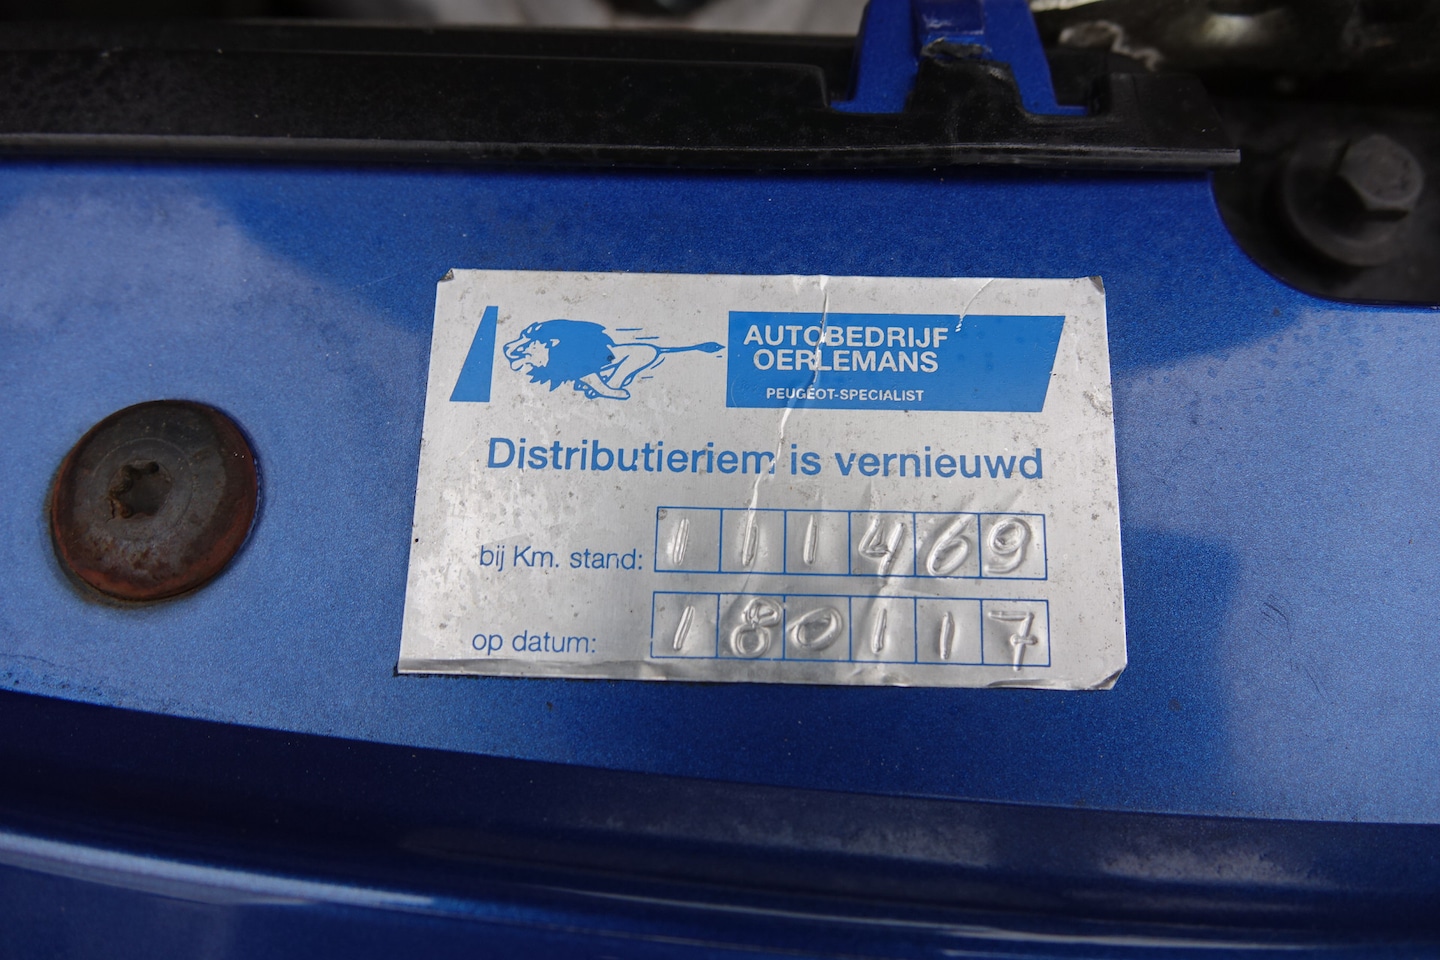 AUTOBEDRIJF
OERLEMANS
PEUGEOT-SPECIALIST
Distributieriem is vernieuwd
bij Km. stand: 111469
op datum: 180117